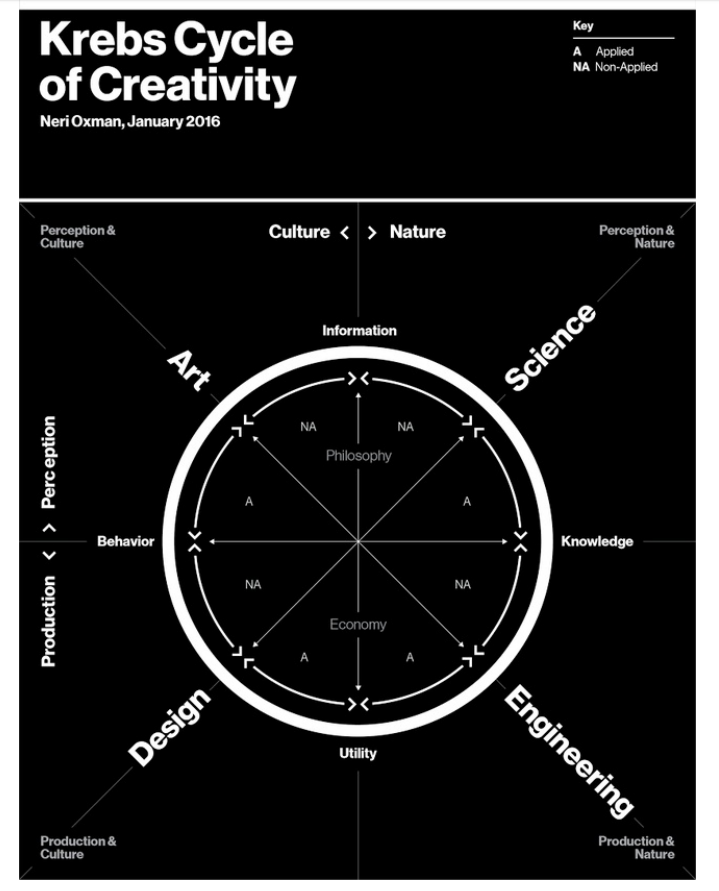 Krebs Cycle
of Creativity
Neri Oxman, January 2016
Key
A Applied
NA Non-Applied
Perception &
Culture
Culture < > Nature
Perception &
Nature
Information
Art
Science
NA
NA
Philosophy
Production < > Perception
A
A
Behavior
Knowledge
NA
NA
Economy
A
A
Design
Engineering
Utility
Production &
Culture
Production &
Nature